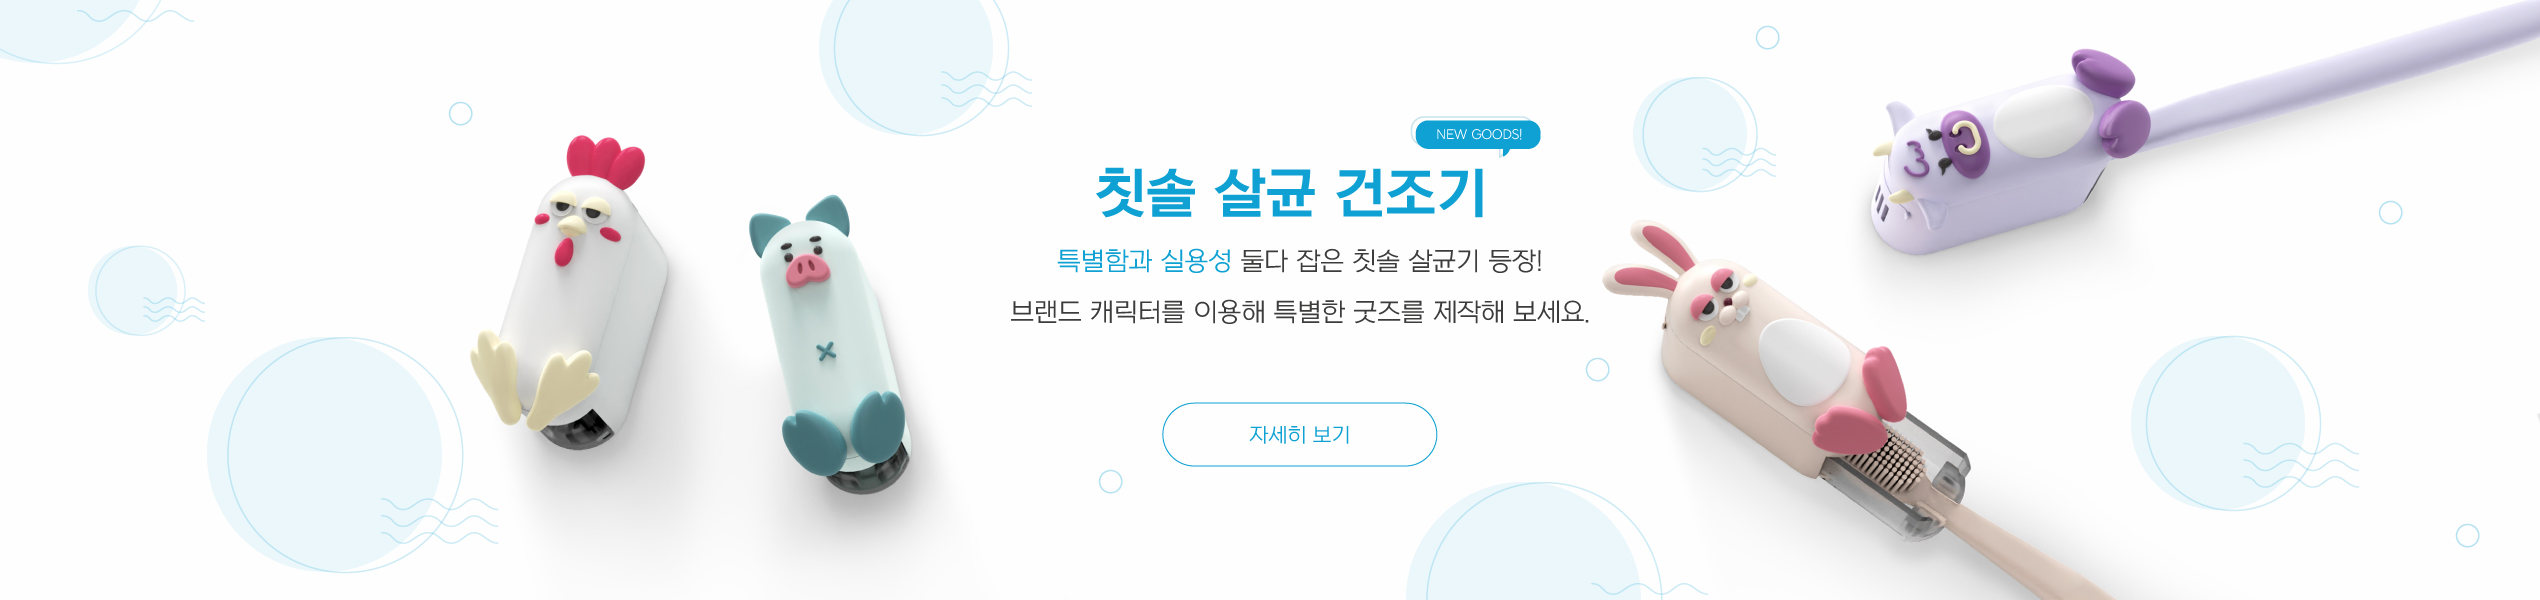 NEW GOODS!
칫솔 살균 건조기
특별함과 실용성 둘다 잡은 칫솔 살균기 등장!
브랜드 캐릭터를 이용해 특별한 굿즈를 제작해 보세요.
자세히 보기